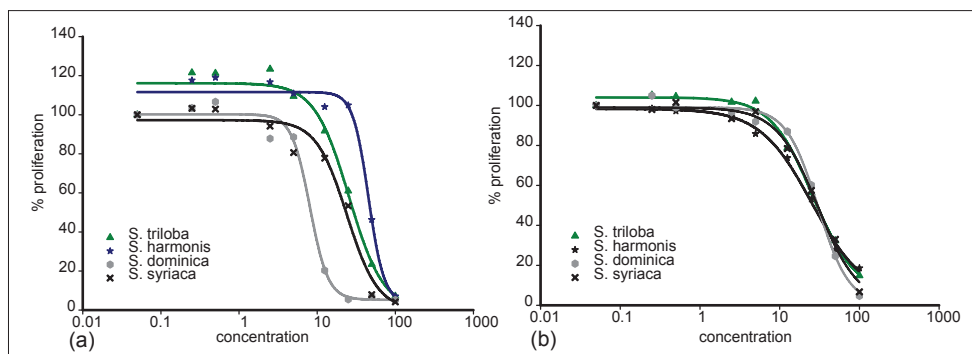 140
120
100
80
60
40
20
0
% proliferation
S. triloba
S. harmonis
S. dominica
S. syriaca
0.01
0.1
1
10
100
1000
(a)
concentration
140
120
100
80
60
40
20
0
% proliferation
S. triloba
S. harmonis
S. dominica
S. syriaca
0.01
0.1
1
10
100
1000
(b)
concentration